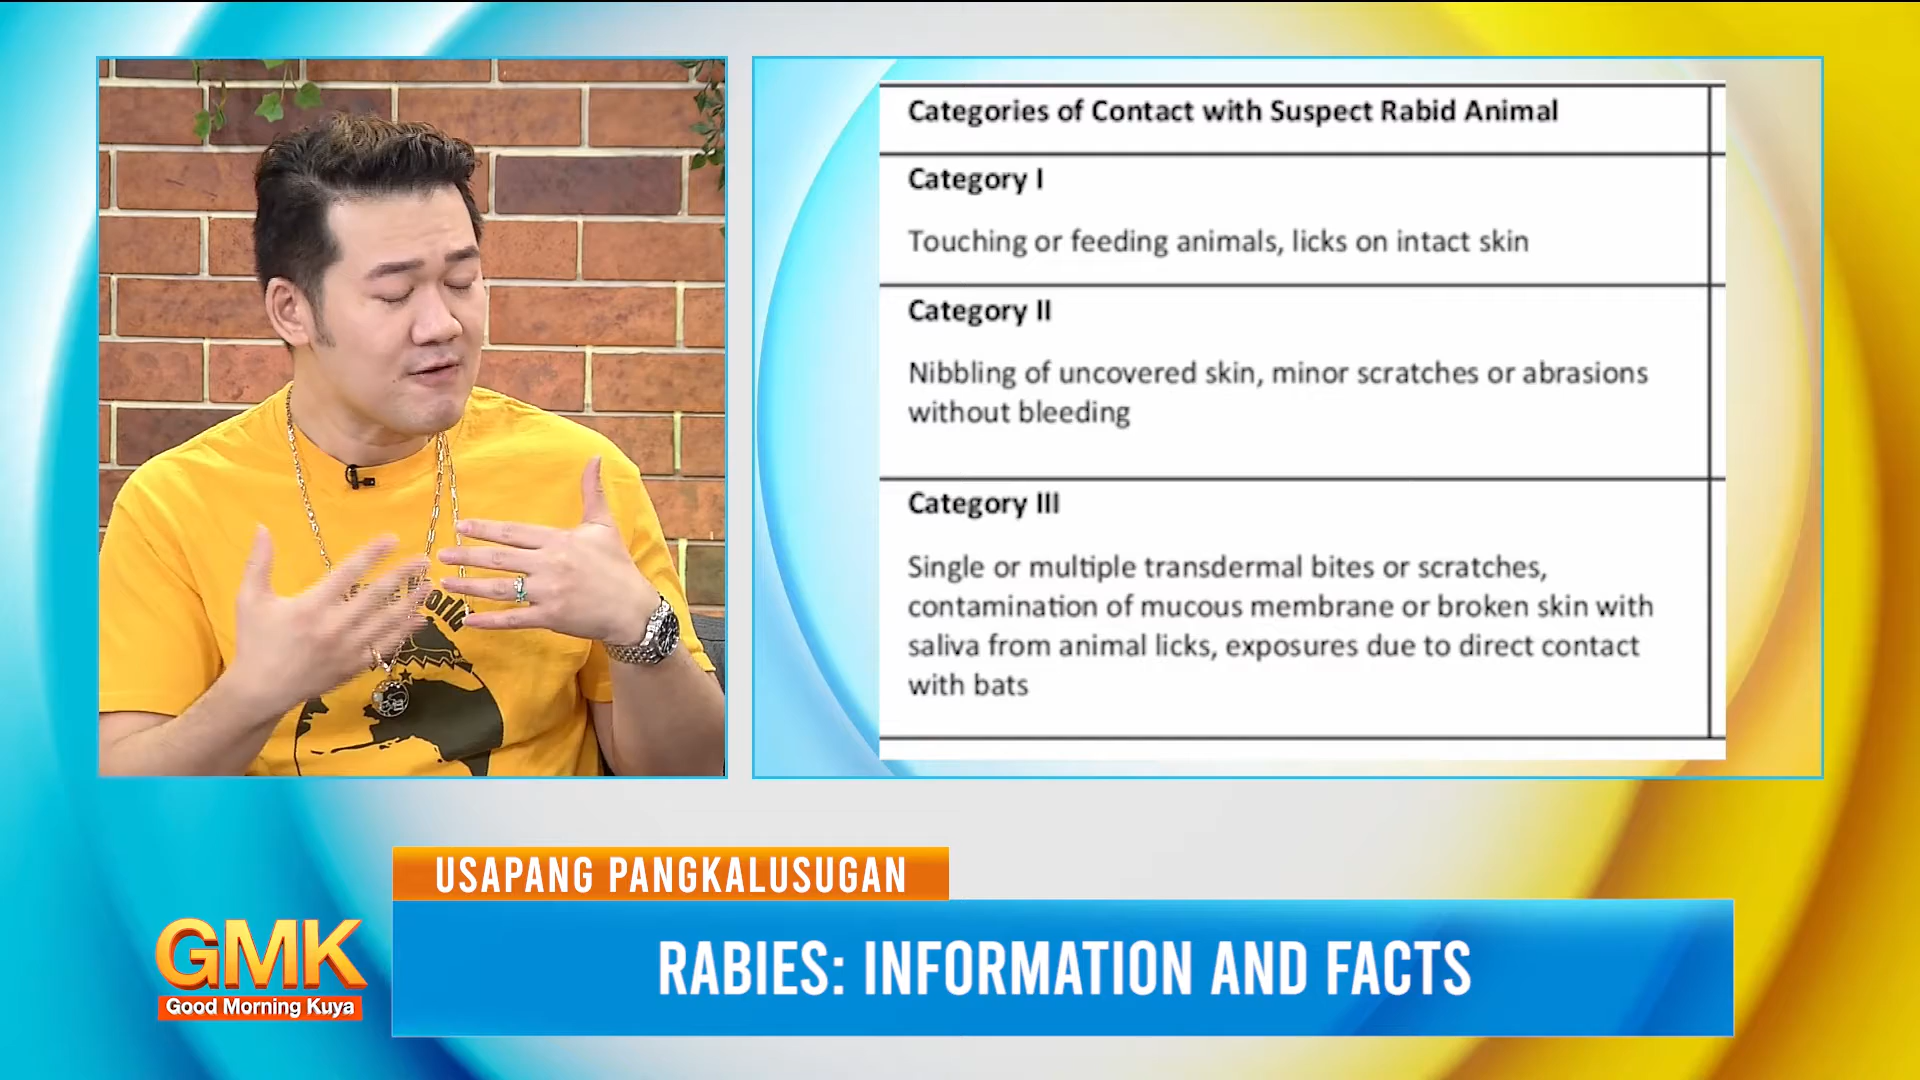 Categories of Contact with Suspect Rabid Animal
Category I
Touching or feeding animals, licks on intact skin
Category II
Nibbling of uncovered skin, minor scratches or abrasions
without bleeding
Category III
Single or multiple transdermal bites or scratches,
contamination of mucous membrane or broken skin with
saliva from animal licks, exposures due to direct contact
with bats
USAPANG PANGKALUSUGAN
RABIES: INFORMATION AND FACTS
GMK
Good Morning Kuya